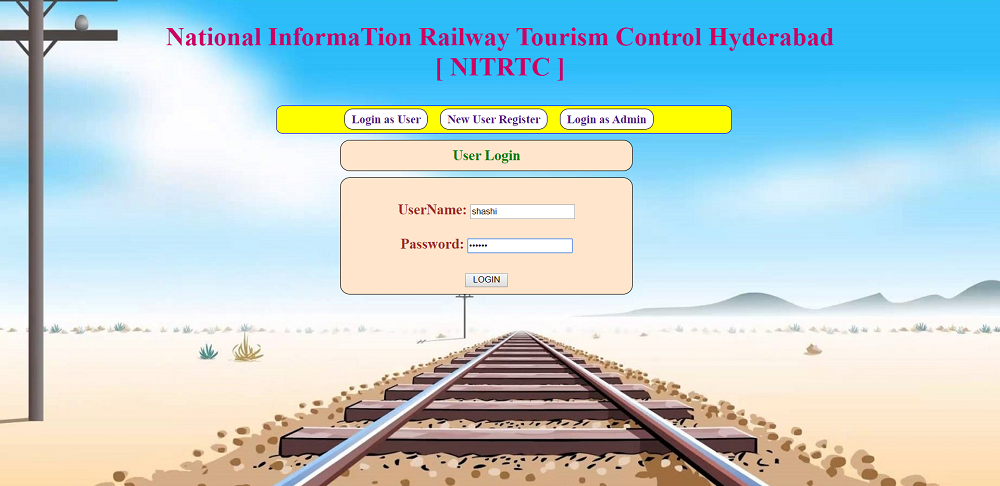 National InformaTion Railway Tourism Control Hyderabad
[ NITRTC ]
Login as User New User Register Login as Admin
User Login
UserName: shashi
Password: ••••••
LOGIN